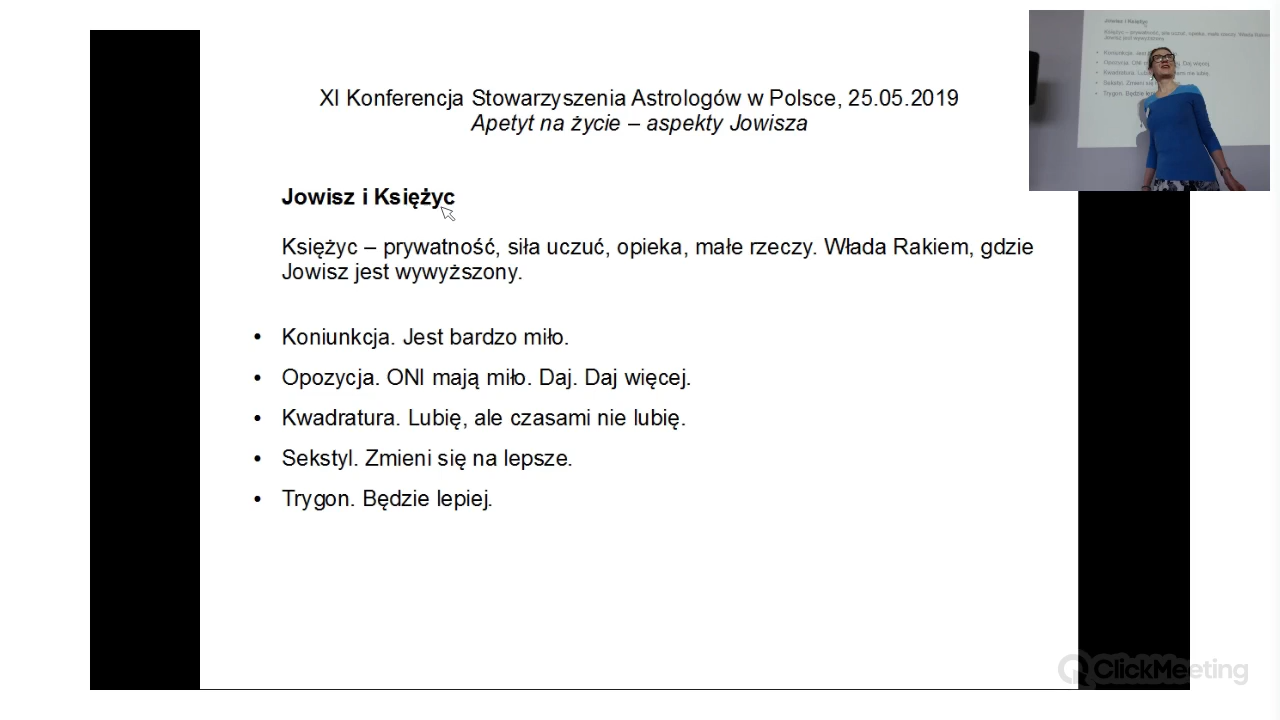 XI Konferencja Stowarzyszenia Astrologów w Polsce, 25.05.2019
Apetyt na życie – aspekty Jowisza
Jowisz i Księżyc
Księżyc – prywatność, siła uczuć, opieka, małe rzeczy. Włada Rakiem, gdzie
Jowisz jest wywyższony.
• Koniunkcja. Jest bardzo miło.
• Opozycja. ONI mają miło. Daj. Daj więcej.
• Kwadratura. Lubię, ale czasami nie lubię.
• Sekstyl. Zmieni się na lepsze.
• Trygon. Będzie lepiej.
ClickMeeting